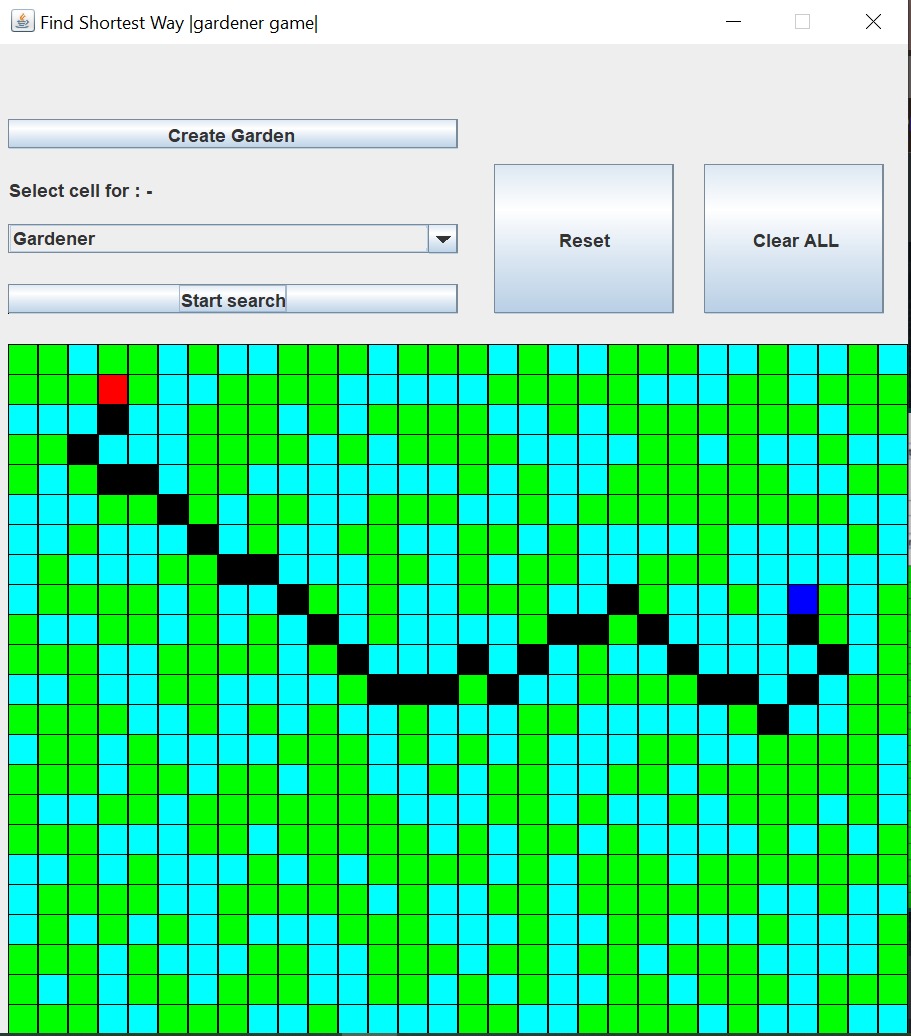 Find Shortest Way |gardener game|
Create Garden
Select cell for : -
Gardener
Start search
Reset
Clear ALL